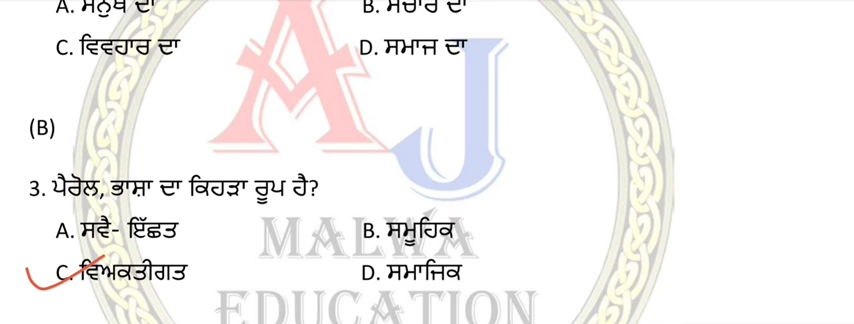 A. ਮਨੁੱਖ ਦਾ B. ਸੰਚਾਰ ਦਾ
C. ਵਿਵਹਾਰ ਦਾ D. ਸਮਾਜ ਦਾ
(B)
3. ਪੈਰੋਲ, ਭਾਸ਼ਾ ਦਾ ਕਿਹੜਾ ਰੂਪ ਹੈ?
A. ਸਵੈ- ਇੱਛਤ B. ਸਮੂਹਿਕ
C. ਵਿਅਕਤੀਗਤ D. ਸਮਾਜਿਕ
AJ
MALWA
EDUCATION